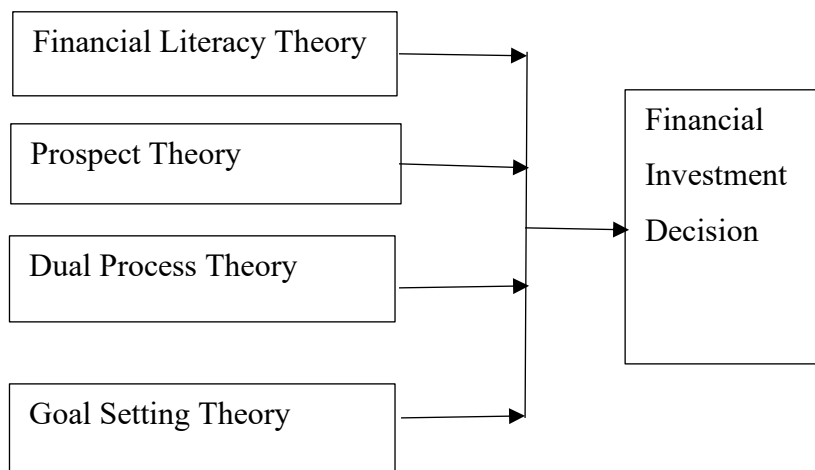 Financial Literacy Theory
Prospect Theory
Dual Process Theory
Goal Setting Theory
Financial
Investment
Decision